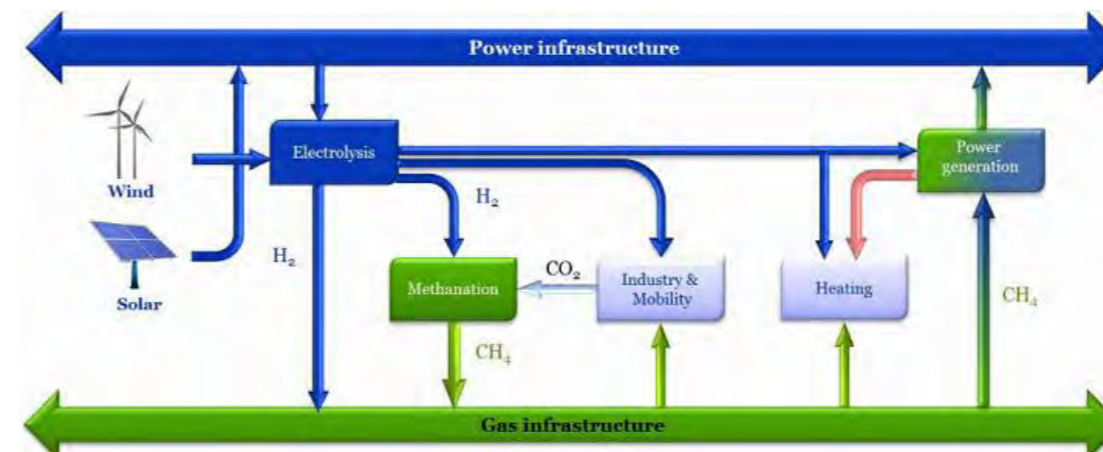 Power infrastructure
Electrolysis
Power
generation
Wind
H₂
H₂
CO₂
Methanation
Industry &
Mobility
Heating
Solar
CH₄
CH₄
Gas infrastructure